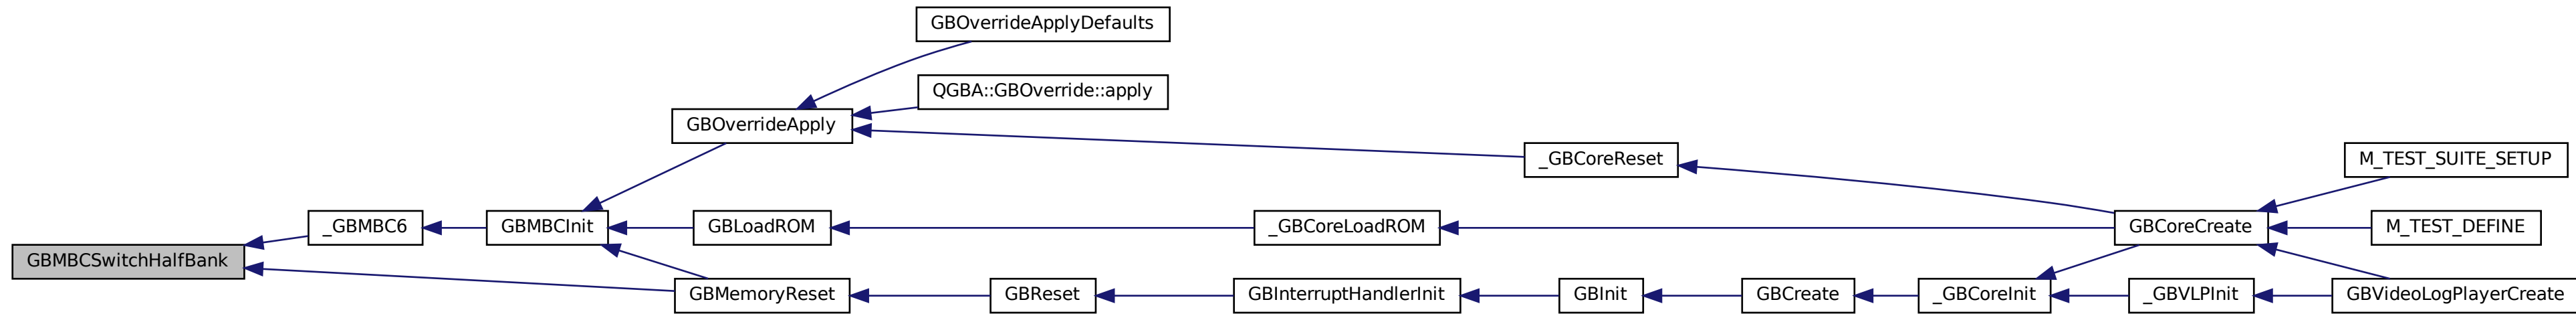 GBOverrideApplyDefaults
QGBA::GBOverride::apply
GBOverrideApply
_GBCoreReset
M_TEST_SUITE_SETUP
_GBMBC6
GBMBCInit
GBLoadROM
_GBCoreLoadROM
GBCoreCreate
M_TEST_DEFINE
GBMBCSwitchHalfBank
GBMemoryReset
GBReset
GBInterruptHandlerInit
GBInit
GBCreate
_GBCoreInit
_GBVLPInit
GBVideoLogPlayerCreate